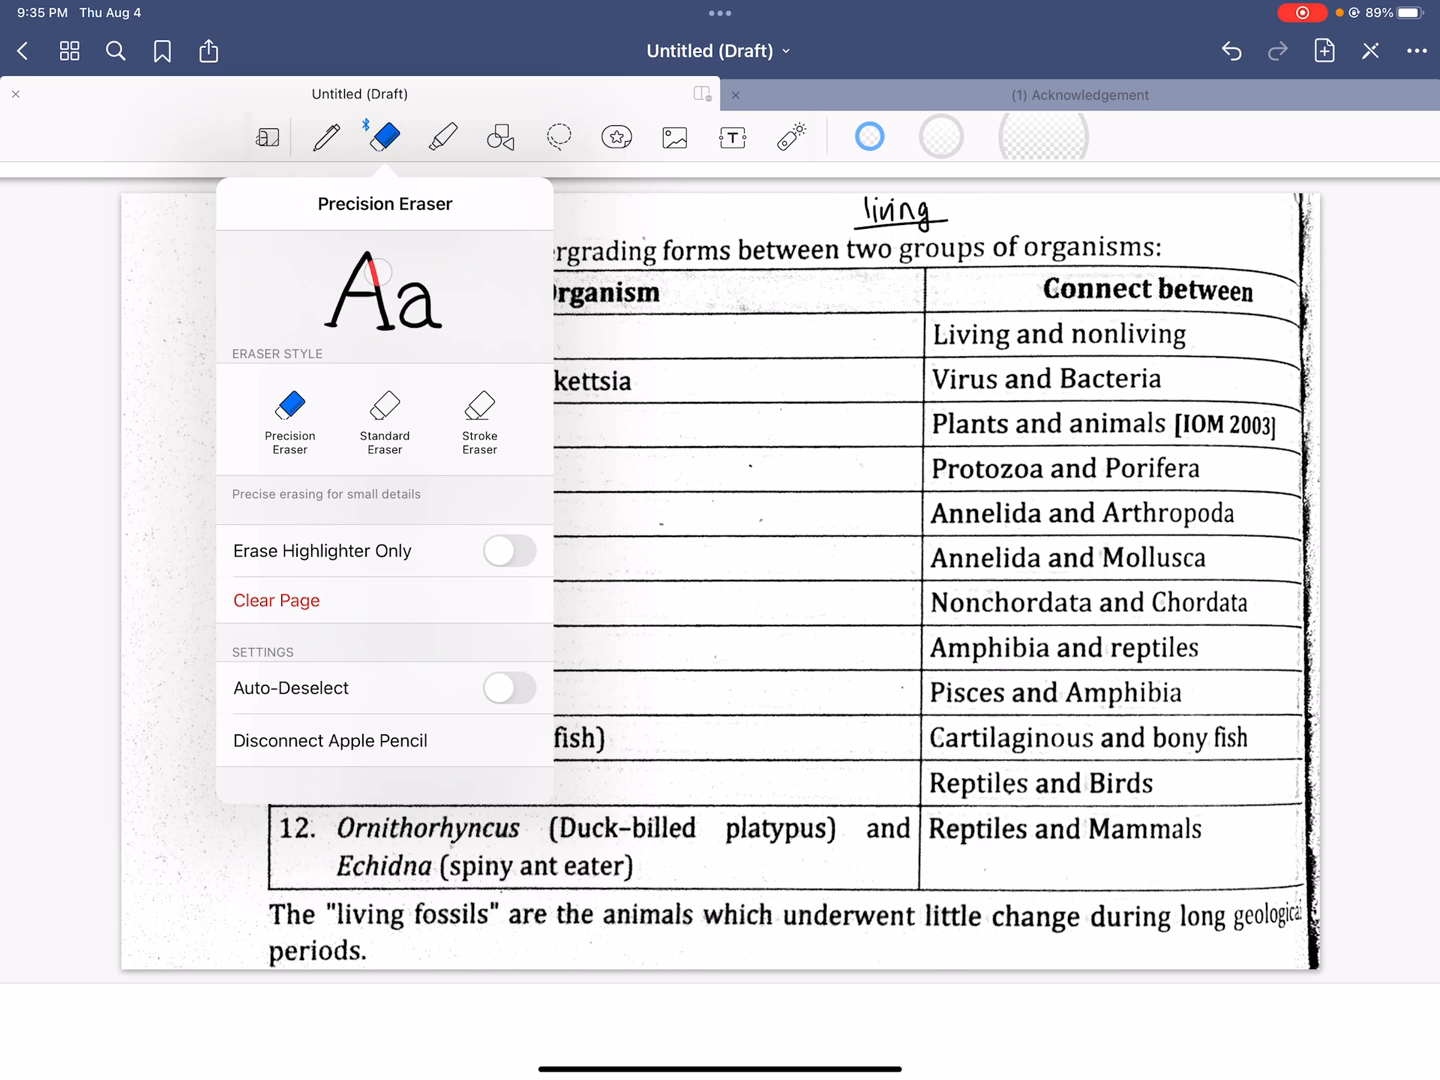 9:35 PM Thu Aug 4
89%
Untitled (Draft)
Untitled (Draft)
(1) Acknowledgement
T
Precision Eraser
Aa
ERASER STYLE
Precision Eraser
Standard Eraser
Stroke Eraser
Precise erasing for small details
Erase Highlighter Only
Clear Page
SETTINGS
Auto-Deselect
Disconnect Apple Pencil
living
rgrading forms between two groups of organisms:
rganism Connect between
Living and nonliving
kettsia Virus and Bacteria
Plants and animals [IOM 2003]
Protozoa and Porifera
Annelida and Arthropoda
Annelida and Mollusca
Nonchordata and Chordata
Amphibia and reptiles
Pisces and Amphibia
fish) Cartilaginous and bony fish
Reptiles and Birds
12. Ornithorhyncus (Duck-billed platypus) and Reptiles and Mammals
Echidna (spiny ant eater)
The "living fossils" are the animals which underwent little change during long geological
periods.